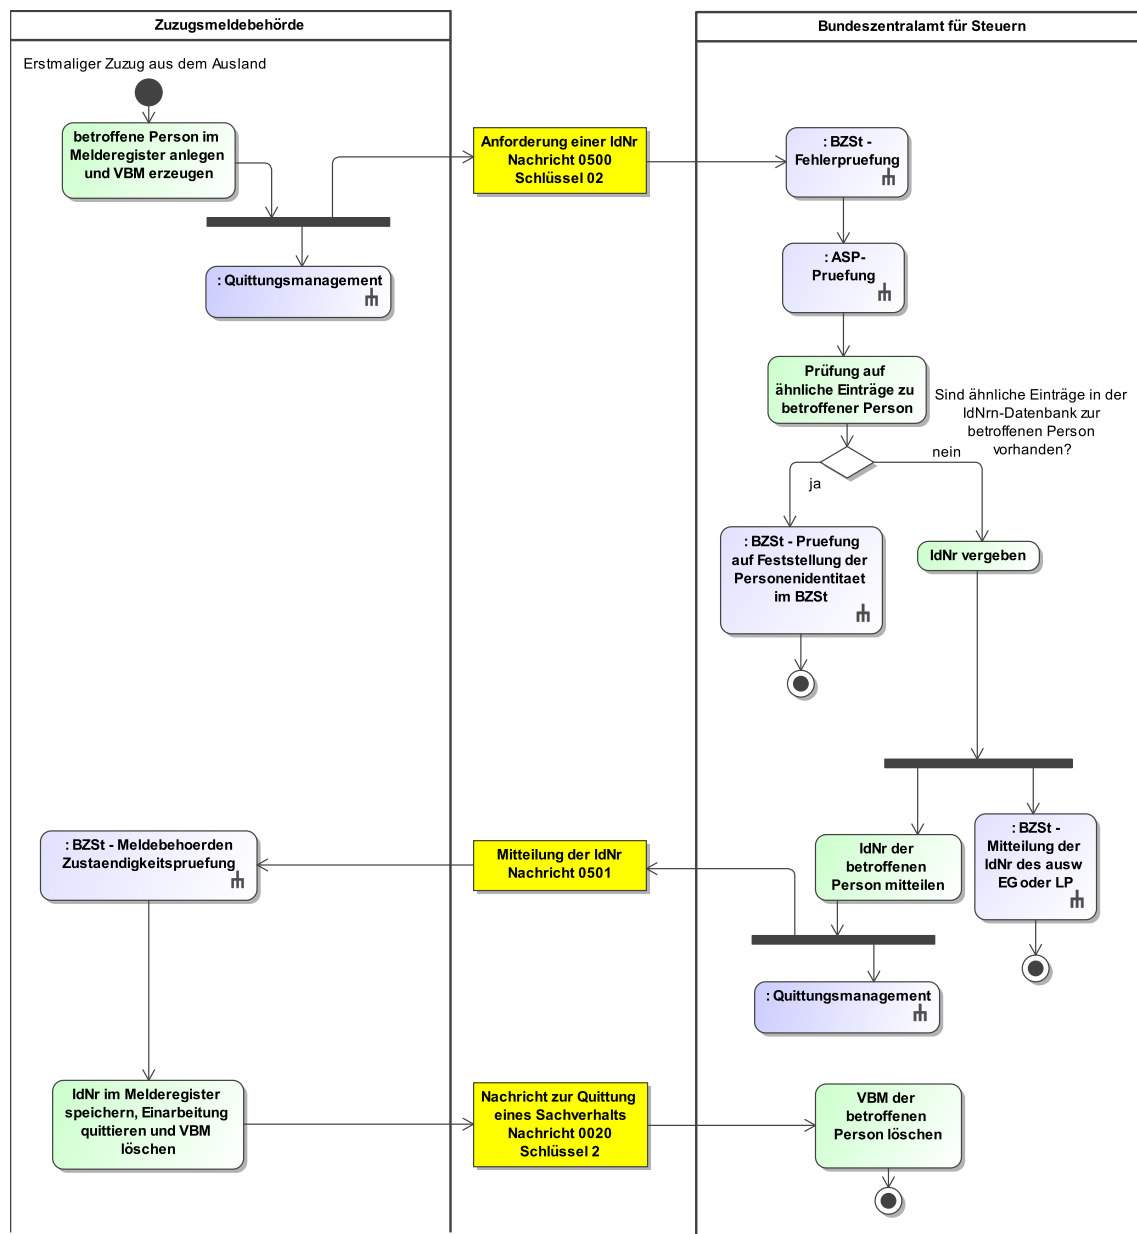 Zuzugsmeldebehörde
Bundeszentralamt für Steuern
Erstmaliger Zuzug aus dem Ausland
betroffene Person im
Melderegister anlegen
und VBM erzeugen
Anforderung einer IdNr
Nachricht 0500
Schlüssel 02
: BZSt -
Fehlerpruefung
: Quittungsmanagement
: ASP-
Pruefung
Prüfung auf
ähnliche Einträge zu
betroffener Person
Sind ähnliche Einträge in der
IdNrn-Datenbank zur
betroffenen Person
vorhanden?
nein
ja
: BZSt - Pruefung
auf Feststellung der
Personenidentitaet
im BZSt
IdNr vergeben
: BZSt - Meldebehoerden
Zustaendigkeitspruefung
Mitteilung der IdNr
Nachricht 0501
IdNr der
betroffenen
Person mitteilen
: BZSt -
Mitteilung der
IdNr des ausw
EG oder LP
: Quittungsmanagement
IdNr im Melderegister
speichern, Einarbeitung
quittieren und VBM
löschen
Nachricht zur Quittung
eines Sachverhalts
Nachricht 0020
Schlüssel 2
VBM der
betroffenen
Person löschen